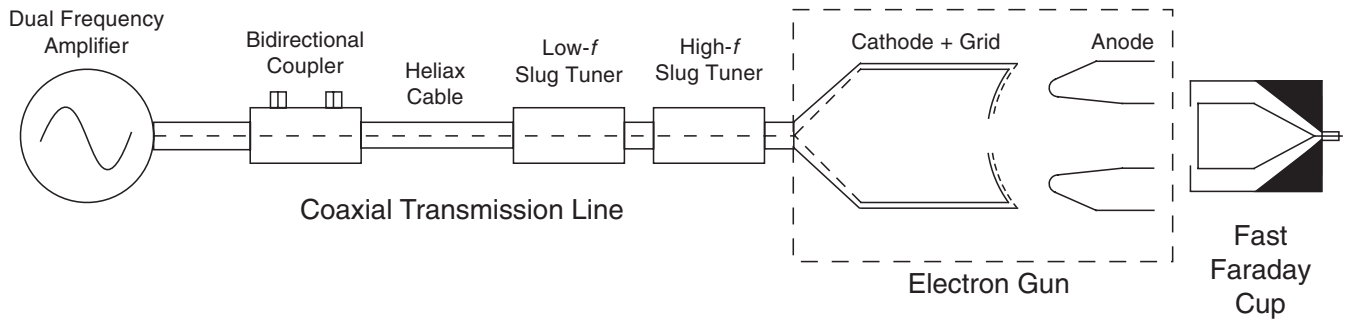 Dual Frequency
Amplifier
Bidirectional
Coupler
Heliax
Cable
Low-f
Slug Tuner
High-f
Slug Tuner
Cathode + Grid
Anode
Coaxial Transmission Line
Electron Gun
Fast
Faraday
Cup